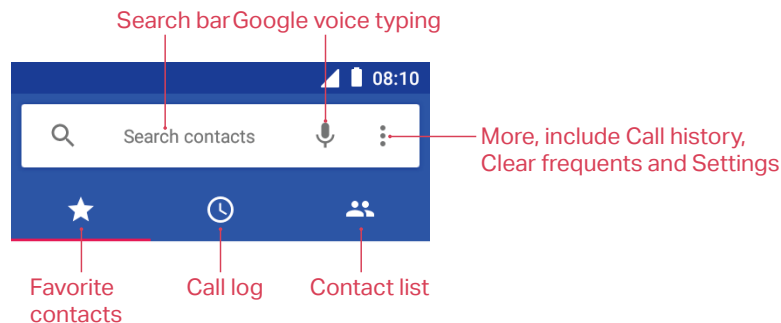 Search bar Google voice typing
08:10
Search contacts
More, include Call history,
Clear frequents and Settings
Favorite
contacts
Call log
Contact list